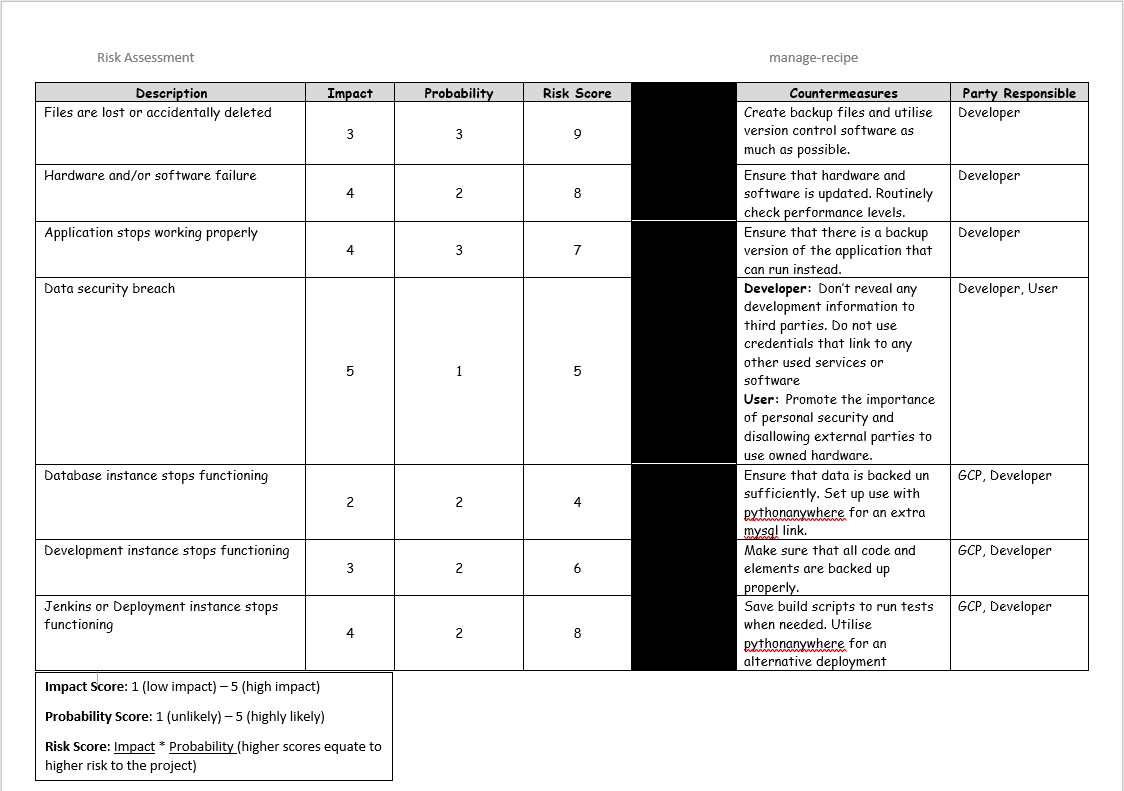 Risk Assessment manage-recipe
Description Impact Probability Risk Score Countermeasures Party Responsible
Files are lost or accidentally deleted 3 3 9 Create backup files and utilise
version control software as
much as possible. Developer
Hardware and/or software failure 4 2 8 Ensure that hardware and
software is updated. Routinely
check performance levels. Developer
Application stops working properly 4 3 7 Ensure that there is a backup
version of the application that
can run instead. Developer
Data security breach 5 1 5 Developer: Don't reveal any
development information to
third parties. Do not use
credentials that link to any
other used services or
software
User: Promote the importance
of personal security and
disallowing external parties to
use owned hardware. Developer, User
Database instance stops functioning 2 2 4 Ensure that data is backed un
sufficiently. Set up use with
pythonanywhere for an extra
mysql link. GCP, Developer
Development instance stops functioning 3 2 6 Make sure that all code and
elements are backed up
properly. GCP, Developer
Jenkins or Deployment instance stops
functioning 4 2 8 Save build scripts to run tests
when needed. Utilise
pythonanywhere for an
alternative deployment GCP, Developer
Impact Score: 1 (low impact) – 5 (high impact)
Probability Score: 1 (unlikely) – 5 (highly likely)
Risk Score: Impact * Probability (higher scores equate to
higher risk to the project)